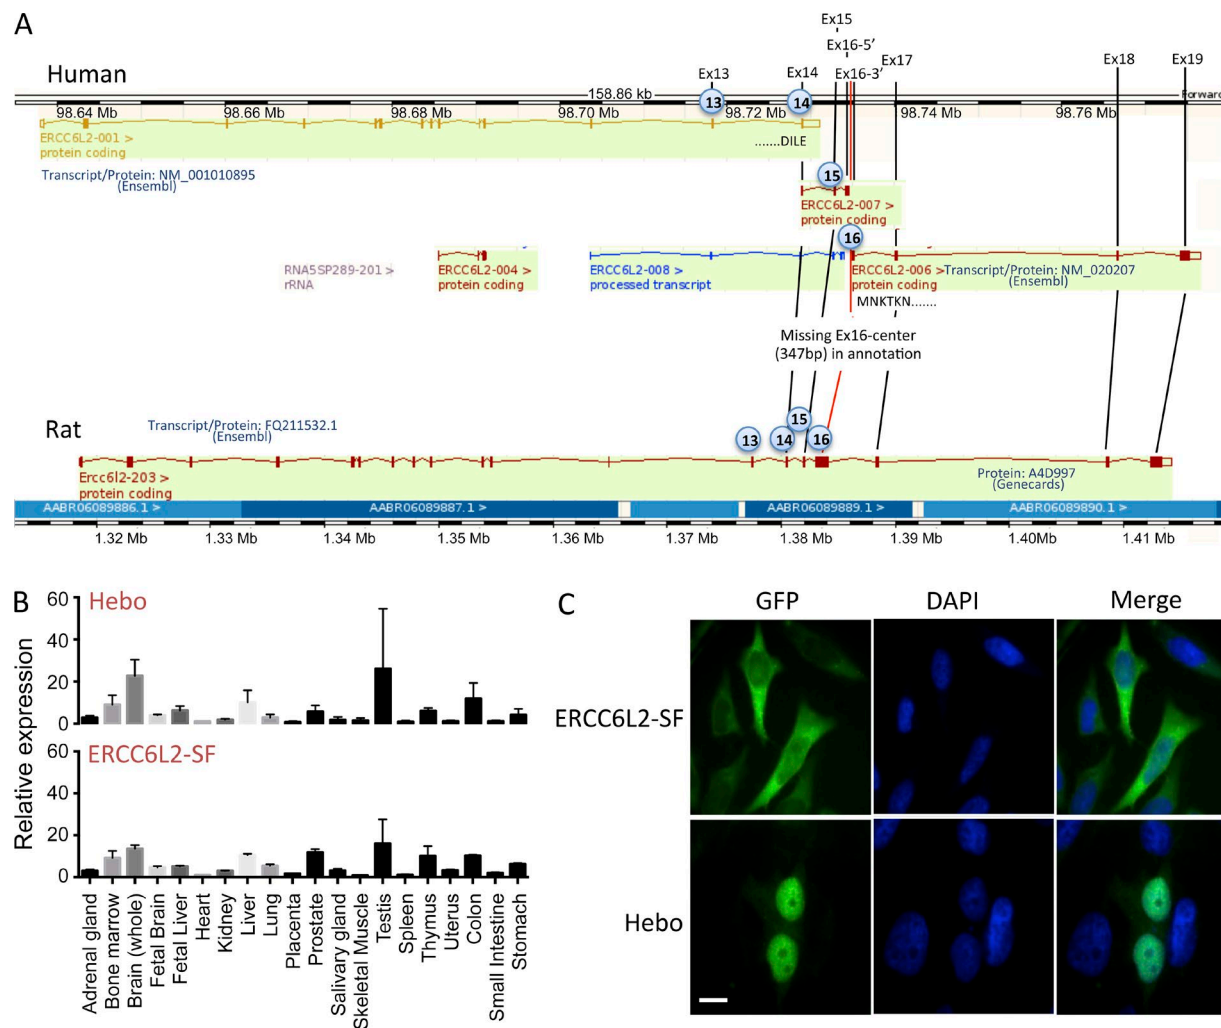 A
Human
Ex15
Ex16-5’
Ex13
Ex14
Ex16-3’
Ex17
Ex18
Ex19
158.86 kb
Forward
13
14
98.64 Mb
98.66 Mb
98.68 Mb
98.70 Mb
98.72 Mb
98.74 Mb
98.76 Mb
ERCC6L2-001 >
protein coding
.......DILE
Transcript/Protein: NM_001010895
(Ensembl)
15
ERCC6L2-007 >
protein coding
16
RNA5SP289-201 >
rRNA
ERCC6L2-004 >
protein coding
ERCC6L2-008 >
processed transcript
ERCC6L2-006 >
protein coding
Transcript/Protein: NM_020207
(Ensembl)
MNKTKN.......
Missing Ex16-center
(347bp) in annotation
Rat
Transcript/Protein: FQ211532.1
(Ensembl)
13
14
15
16
Ercc6l2-203 >
protein coding
Protein: A4D997
(Genecards)
AABR06089886.1 >
AABR06089887.1 >
AABR06089889.1 >
AABR06089890.1 >
1.32 Mb
1.33 Mb
1.34 Mb
1.35 Mb
1.36 Mb
1.37 Mb
1.38 Mb
1.39 Mb
1.40Mb
1.41 Mb
B
Relative expression
60
40
20
0
Hebo
60
40
20
0
ERCC6L2-SF
Adrenal gland
Bone marrow
Brain (whole)
Fetal Brain
Fetal Liver
Heart
Kidney
Liver
Lung
Placenta
Prostate
Salivary gland
Skeletal Muscle
Testis
Spleen
Thymus
Uterus
Colon
Small Intestine
Stomach
C
GFP
DAPI
Merge
ERCC6L2-SF
Hebo